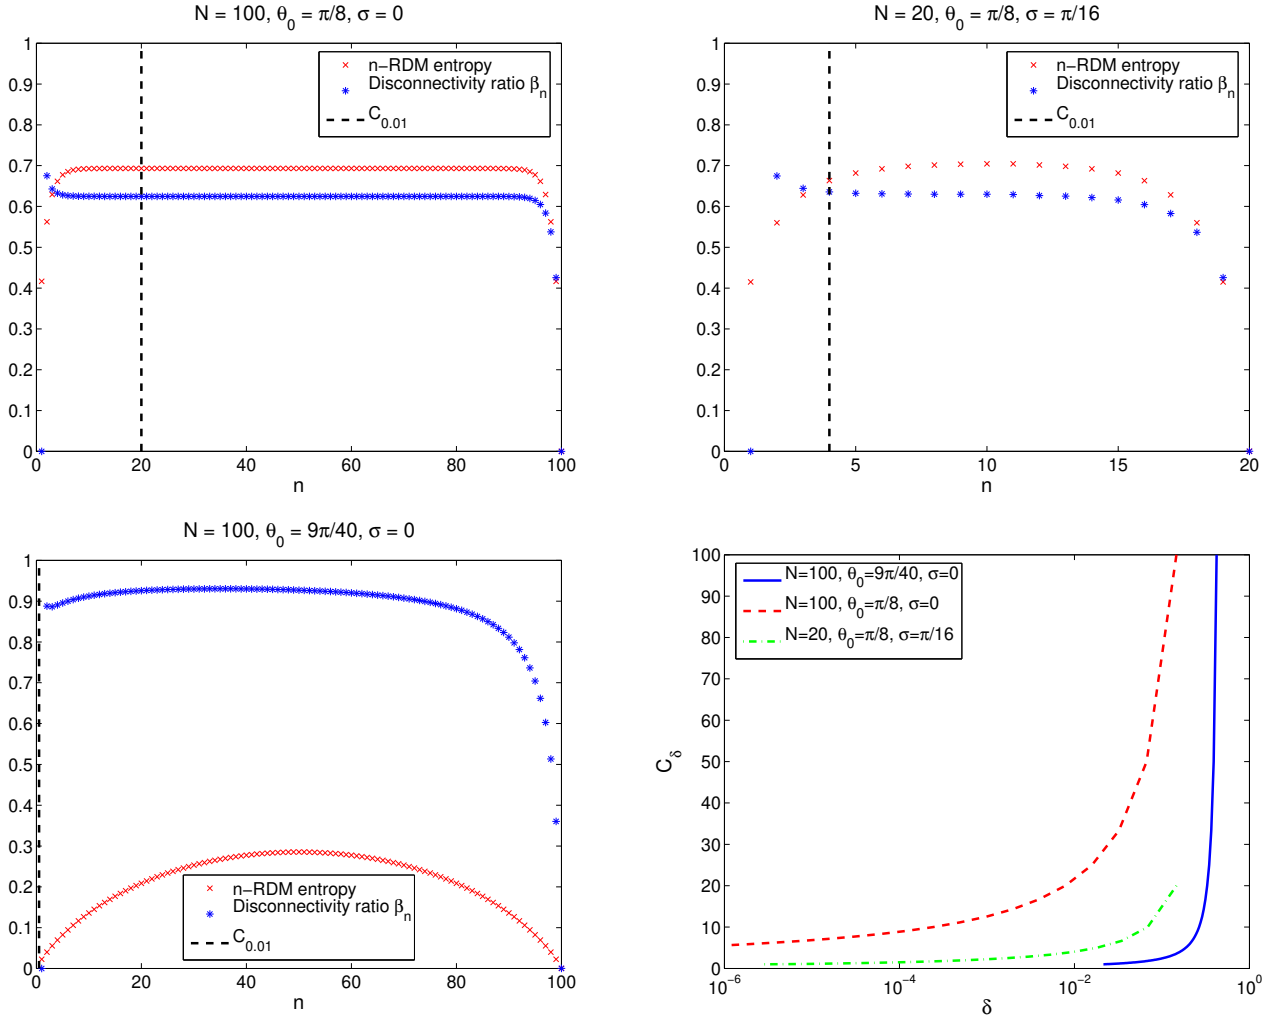 N = 100, θ0 = π/8, σ = 0
1
0.9
0.8
0.7
0.6
0.5
0.4
0.3
0.2
0.1
0
n−RDM entropy
Disconnectivity ratio βn
C0.01
0 20 40 60 80 100
n
N = 20, θ0 = π/8, σ = π/16
1
0.9
0.8
0.7
0.6
0.5
0.4
0.3
0.2
0.1
0
n−RDM entropy
Disconnectivity ratio βn
C0.01
0 5 10 15 20
n
N = 100, θ0 = 9π/40, σ = 0
1
0.9
0.8
0.7
0.6
0.5
0.4
0.3
0.2
0.1
0
n−RDM entropy
Disconnectivity ratio βn
C0.01
0 20 40 60 80 100
n
100
90
80
70
60
50
40
30
20
10
0
Cδ
N=100, θ0=9π/40, σ=0
N=100, θ0=π/8, σ=0
N=20, θ0=π/8, σ=π/16
10−6 10−4 10−2 100
δ